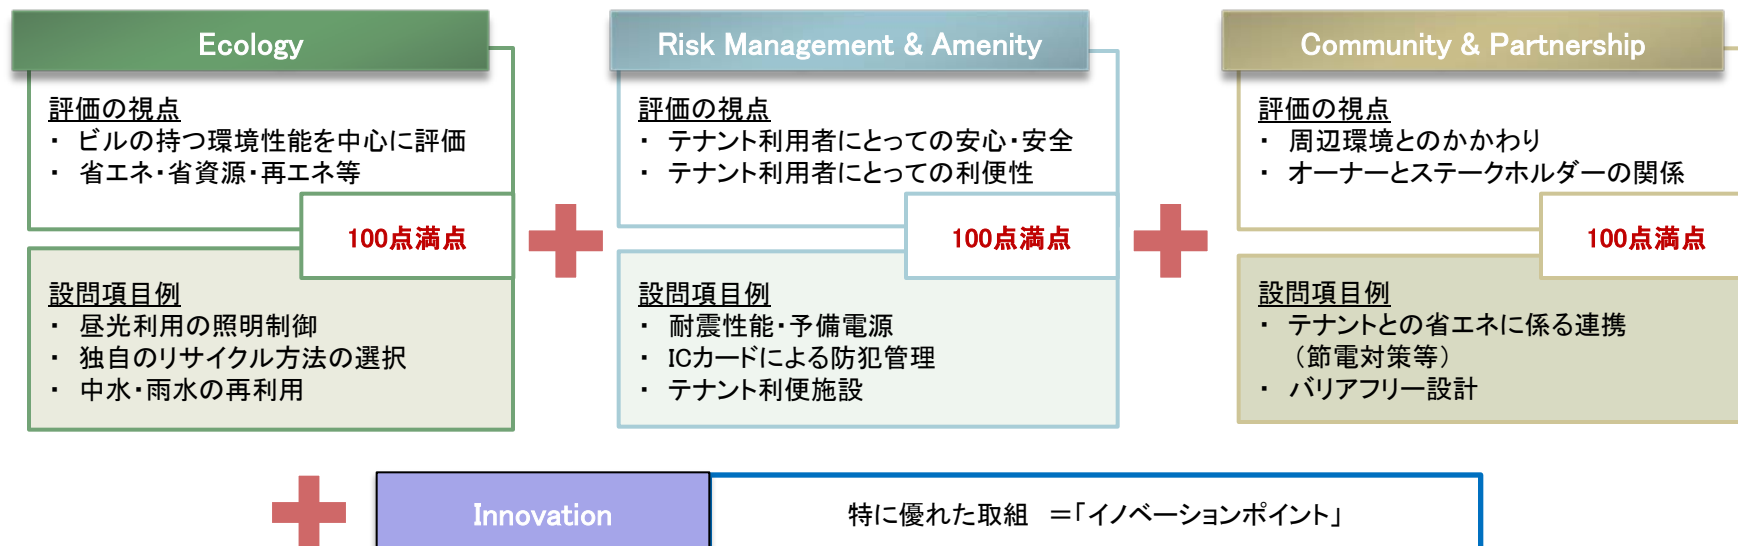 Ecology
評価の視点
・ ビルの持つ環境性能を中心に評価
・ 省エネ・省資源・再エネ等
100点満点
設問項目例
・ 昼光利用の照明制御
・ 独自のリサイクル方法の選択
・ 中水・雨水の再利用
Risk Management & Amenity
評価の視点
・ テナント利用者にとっての安心・安全
・ テナント利用者にとっての利便性
100点満点
設問項目例
・ 耐震性能・予備電源
・ ICカードによる防犯管理
・ テナント利便施設
Community & Partnership
評価の視点
・ 周辺環境とのかかわり
・ オーナーとステークホルダーの関係
100点満点
設問項目例
・ テナントとの省エネに係る連携
（節電対策等）
・ バリアフリー設計
Innovation
特に優れた取組 ＝「イノベーションポイント」